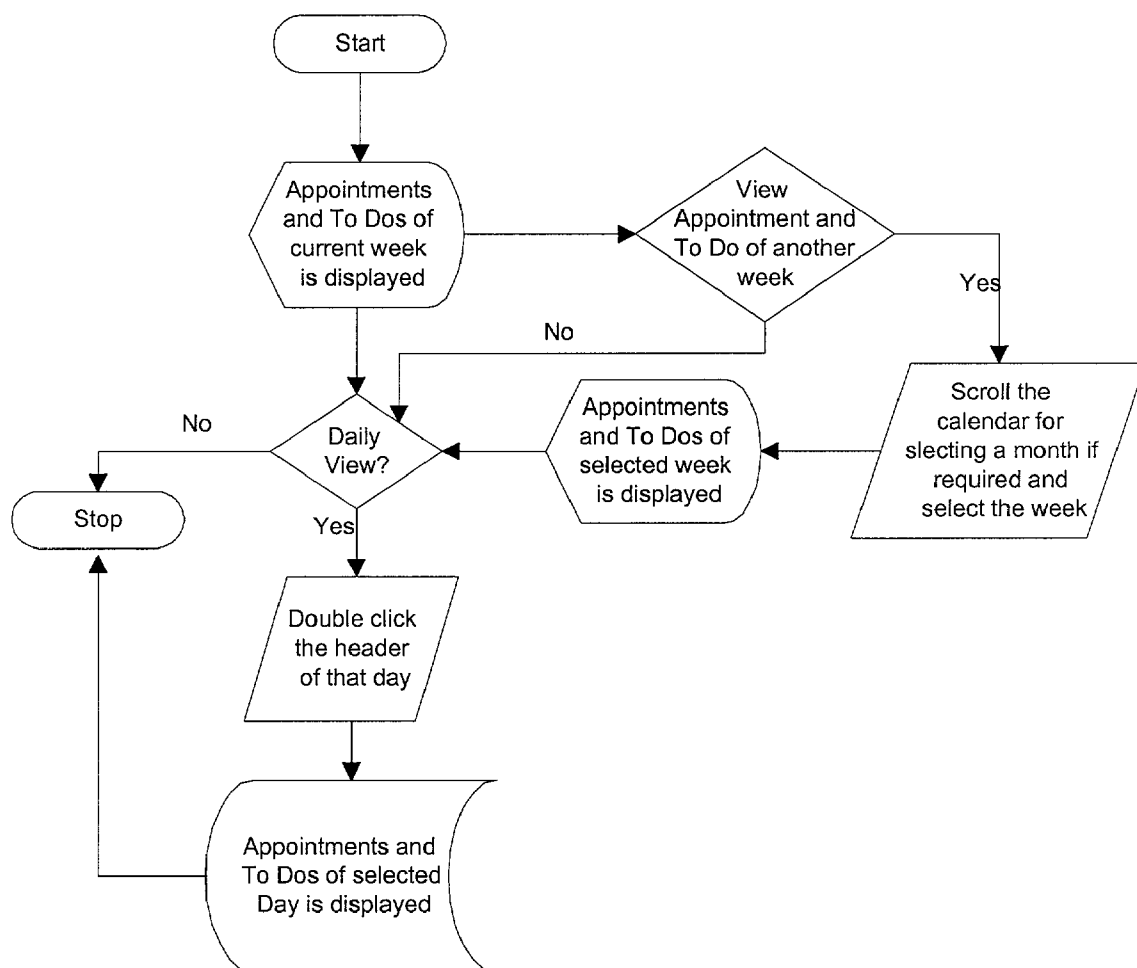 Start
Appointments
and To Dos of
current week
is displayed
View
Appointment and
To Do of another
week
Yes
No
Scroll the
calendar for
slecting a month if
required and
select the week
Appointments
and To Dos of
selected week
is displayed
Daily
View?
No
Stop
Yes
Double click
the header
of that day
Appointments and
To Dos of selected
Day is displayed